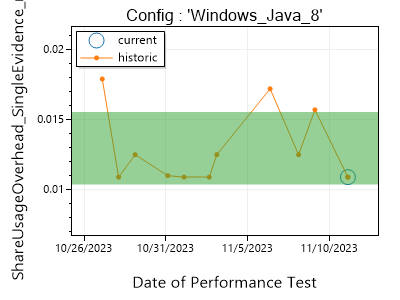 Config : 'Windows_Java_8'
ShareUsageOverhead_SingleEvidence_
0.02
0.015
0.01
current
historic
10/26/2023
10/31/2023
11/5/2023
11/10/2023
Date of Performance Test